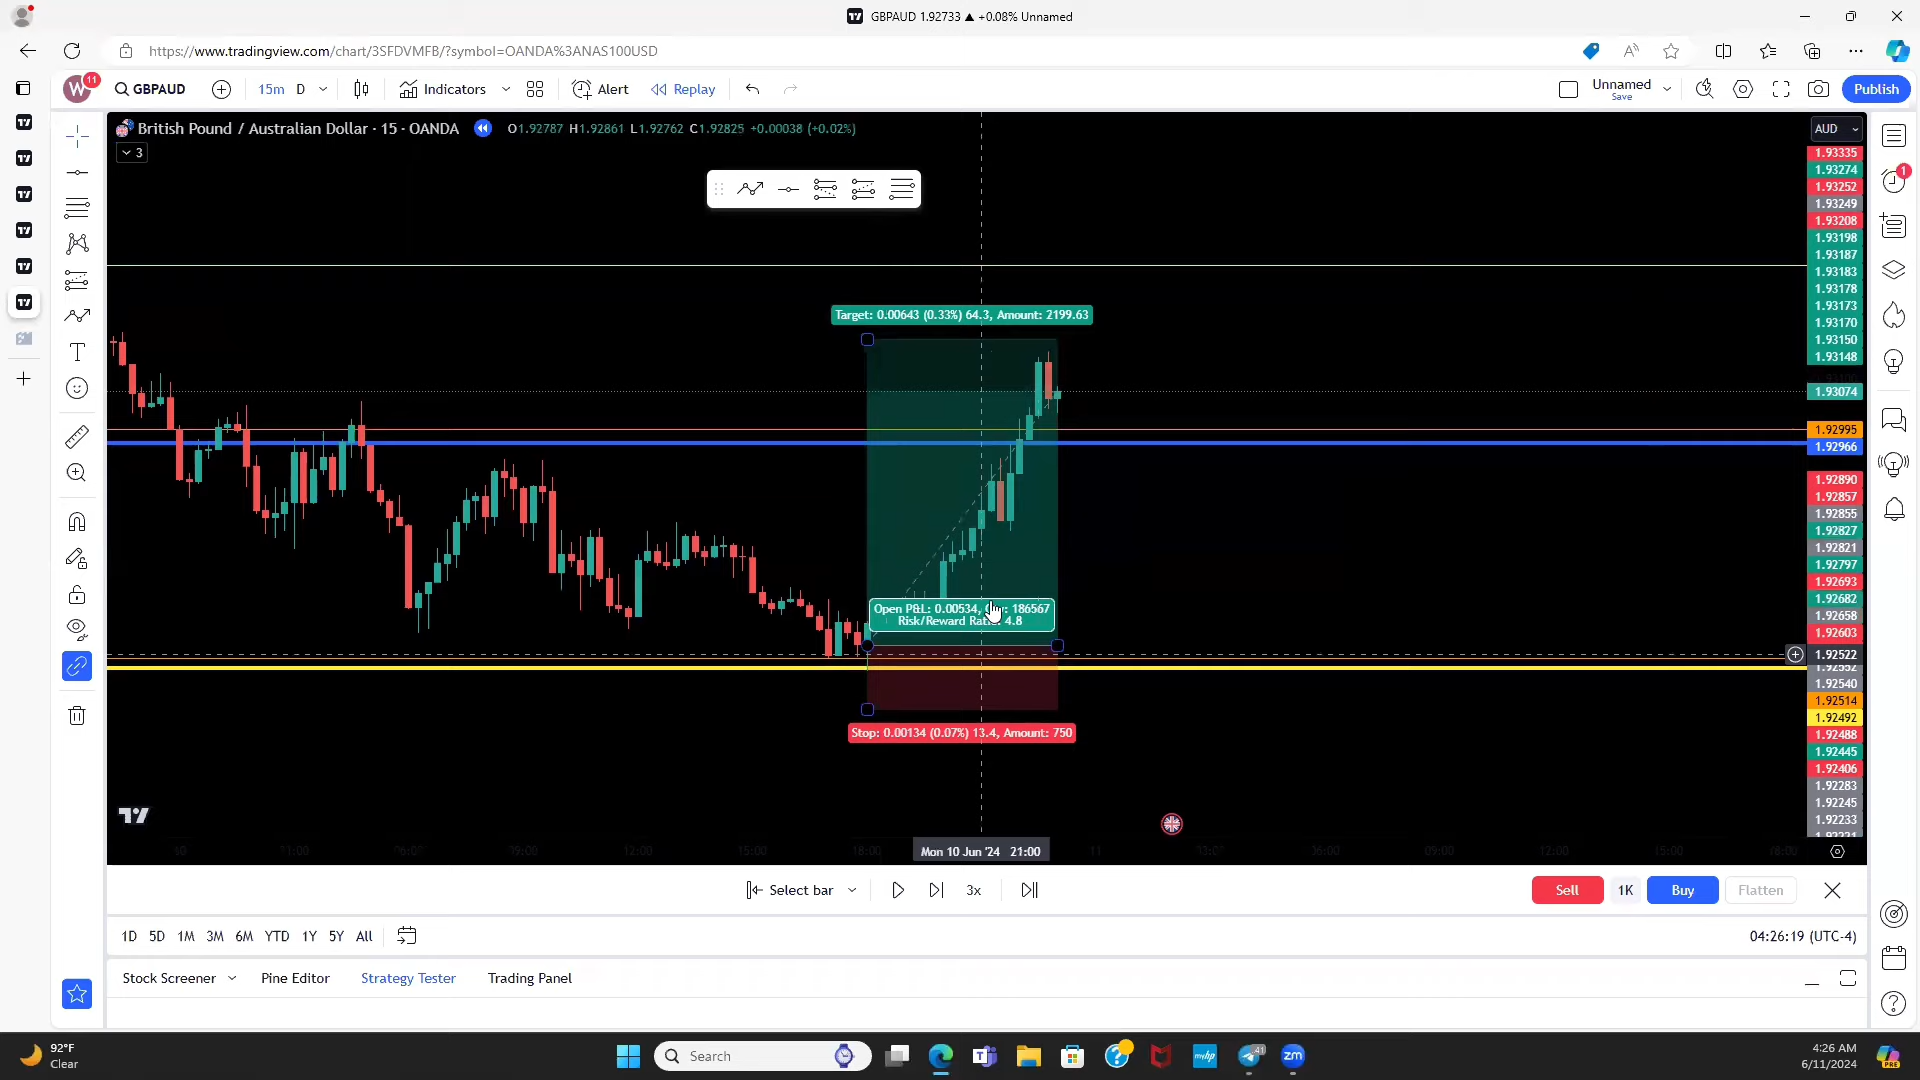 GBPAUD 1.92733 ▲ +0.08% Unnamed
https://www.tradingview.com/chart/3SFDVMFB/?symbol=OANDA%3ANAS100USD
W 11
GBPAUD
15m D
Indicators
Alert
Replay
Unnamed
Save
Publish
British Pound / Australian Dollar · 15 · OANDA
O1.92787 H1.92861 L1.92762 C1.92825 +0.00038 (+0.02%)
3
AUD
1.93335
1.93274
1.93252
1.93249
1.93208
1.93198
1.93187
1.93183
1.93178
1.93173
1.93170
1.93150
1.93148
1.93074
1.92995
1.92966
1.92890
1.92857
1.92855
1.92827
1.92821
1.92797
1.92693
1.92682
1.92658
1.92603
1.92522
1.92540
1.92514
1.92492
1.92488
1.92445
1.92406
1.92283
1.92245
1.92233
Target: 0.00643 (0.33%) 64.3, Amount: 2199.63
Open P&L: 0.00534, : 186567
Risk/Reward Rati : 4.8
Stop: 0.00134 (0.07%) 13.4, Amount: 750
Mon 10 Jun '24 21:00
Select bar
3x
Sell
1K
Buy
Flatten
1D 5D 1M 3M 6M YTD 1Y 5Y All
04:26:19 (UTC-4)
Stock Screener
Pine Editor
Strategy Tester
Trading Panel
92°F
Clear
Search
4:26 AM
6/11/2024